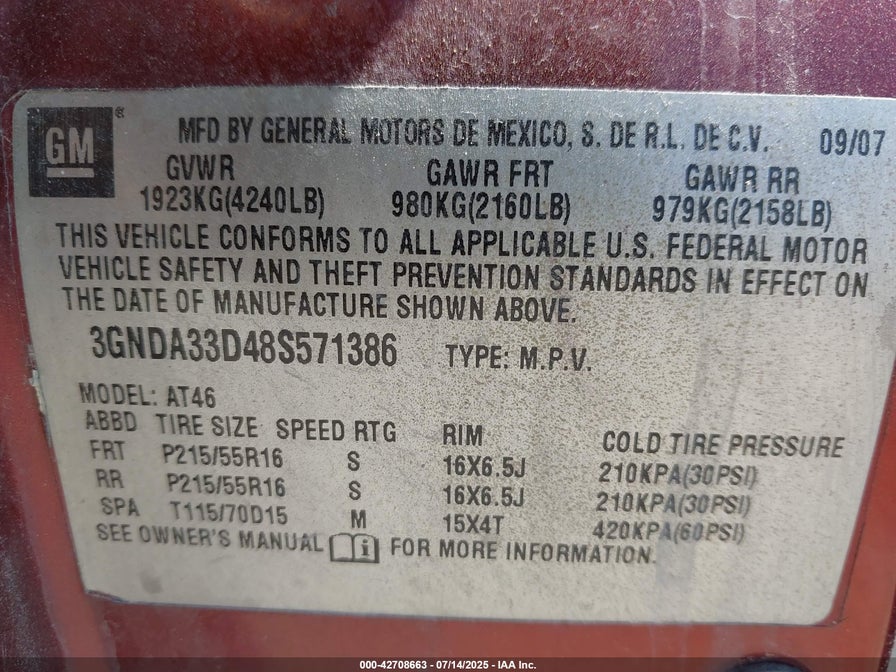 GM ® MFD BY GENERAL MOTORS DE MEXICO, S. DE R.L. DE C.V. 09/07
GVWR GAWR FRT GAWR RR
1923KG(4240LB) 980KG(2160LB) 979KG(2158LB)
THIS VEHICLE CONFORMS TO ALL APPLICABLE U.S. FEDERAL MOTOR
VEHICLE SAFETY AND THEFT PREVENTION STANDARDS IN EFFECT ON
THE DATE OF MANUFACTURE SHOWN ABOVE.
3GNDA33D48S571386 TYPE: M.P.V.
MODEL: AT46
ABBD TIRE SIZE SPEED RTG RIM COLD TIRE PRESSURE
FRT P215/55R16 S 16X6.5J 210KPA(30PSI)
RR P215/55R16 S 16X6.5J 210KPA(30PSI)
SPA T115/70D15 M 15X4T 420KPA(60PSI)
SEE OWNER'S MANUAL i FOR MORE INFORMATION.
000-42708663 - 07/14/2025 - IAA Inc.